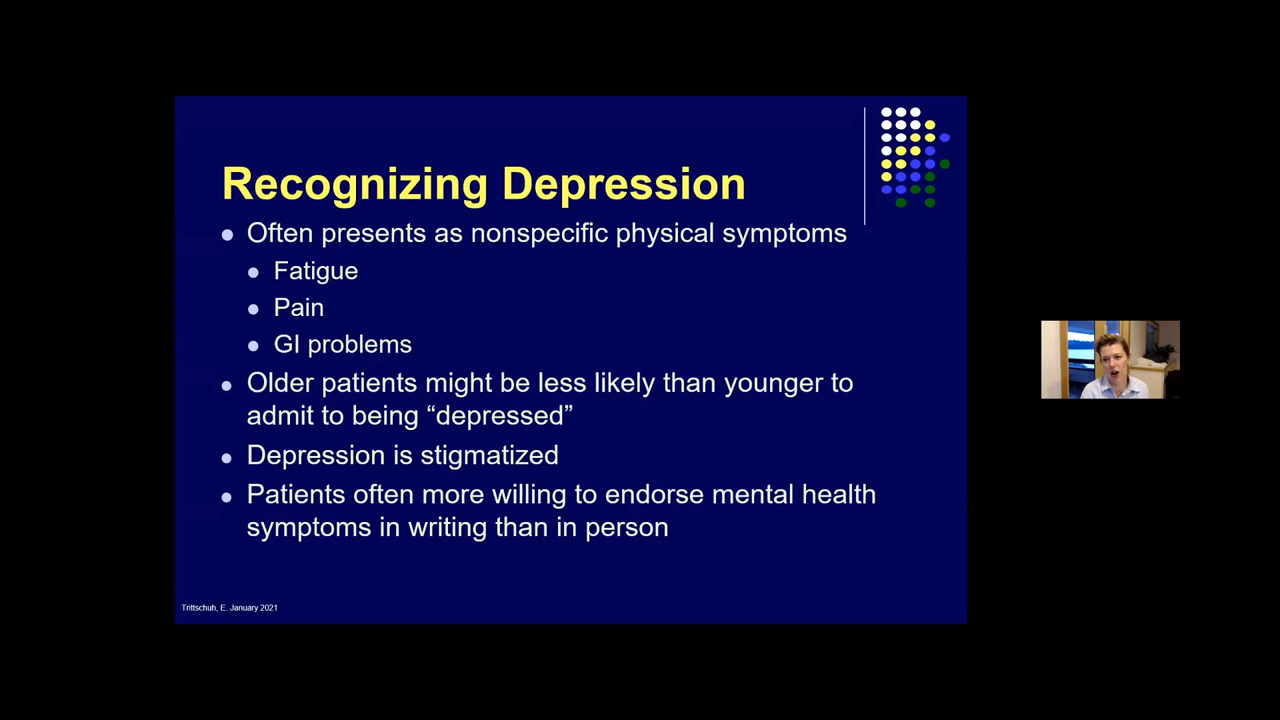 Recognizing Depression
Often presents as nonspecific physical symptoms
Fatigue
Pain
GI problems
Older patients might be less likely than younger to
admit to being “depressed”
Depression is stigmatized
Patients often more willing to endorse mental health
symptoms in writing than in person
Trittschuh, E. January 2021